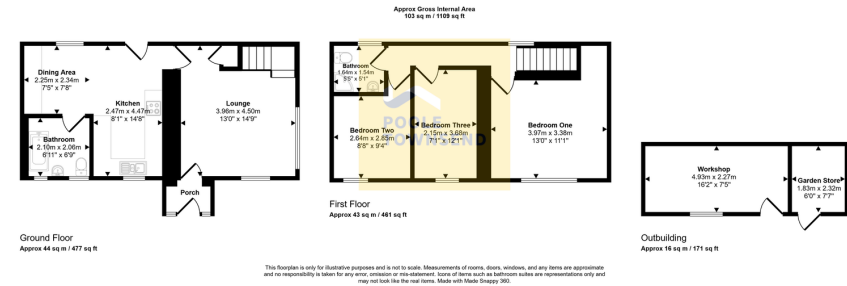 Approx Gross Internal Area
103 sq m / 1109 sq ft
Dining Area
2.25m x 2.34m
7'5" x 7'8"
Kitchen
2.47m x 4.47m
8'1" x 14'8"
Lounge
3.96m x 4.50m
13'0" x 14'9"
Bathroom
2.10m x 2.06m
6'11" x 6'9"
Porch
Ground Floor
Approx 44 sq m / 477 sq ft
Bathroom
1.64m x 1.54m
5'5" x 5'1"
Bedroom Two
2.64m x 2.85m
8'8" x 9'4"
Bedroom Three
2.15m x 3.68m
7'1" x 12'1"
Bedroom One
3.97m x 3.38m
13'0" x 11'1"
POOLE
TOWNSEND
First Floor
Approx 43 sq m / 461 sq ft
Workshop
4.93m x 2.27m
16'2" x 7'5"
Garden Store
1.83m x 2.32m
6'0" x 7'7"
Outbuilding
Approx 16 sq m / 171 sq ft
This floorplan is only for illustrative purposes and is not to scale. Measurements of rooms, doors, windows, and any items are approximate
and no responsibility is taken for any error, omission or mis-statement. Icons of items such as bathroom suites are representations only and
may not look like the real items. Made with Made Snappy 360.